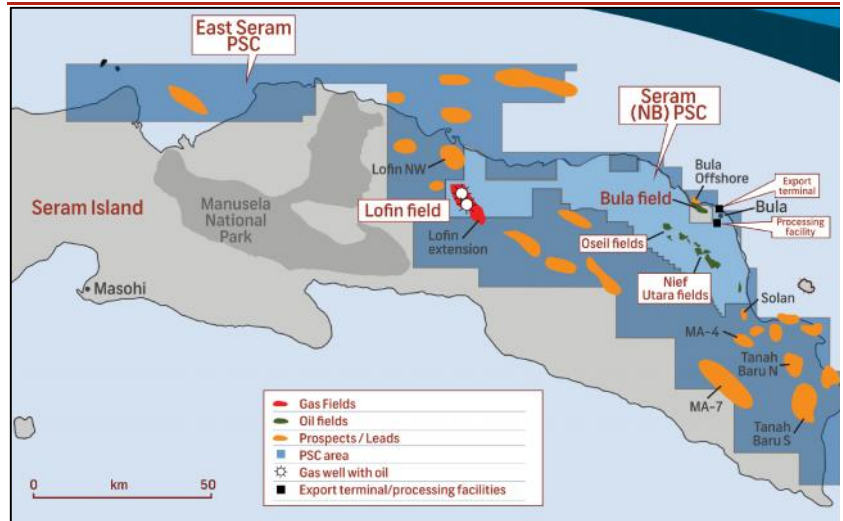 East Seram
PSC
Seram
(NB) PSC
Lofin NW
Bula
Offshore
Export
terminal
Manusela
National
Park
Bula field
Bula
Seram Island
Lofin field
Processing
facility
Lofin
extension
Oseil fields
Masohi
Nief
Utara fields
Solan
MA-4
Tanah
Baru N
MA-7
Tanah
Baru S
Gas Fields
Oil fields
Prospects / Leads
PSC area
Gas well with oil
Export terminal/processing facilities
0 km 50